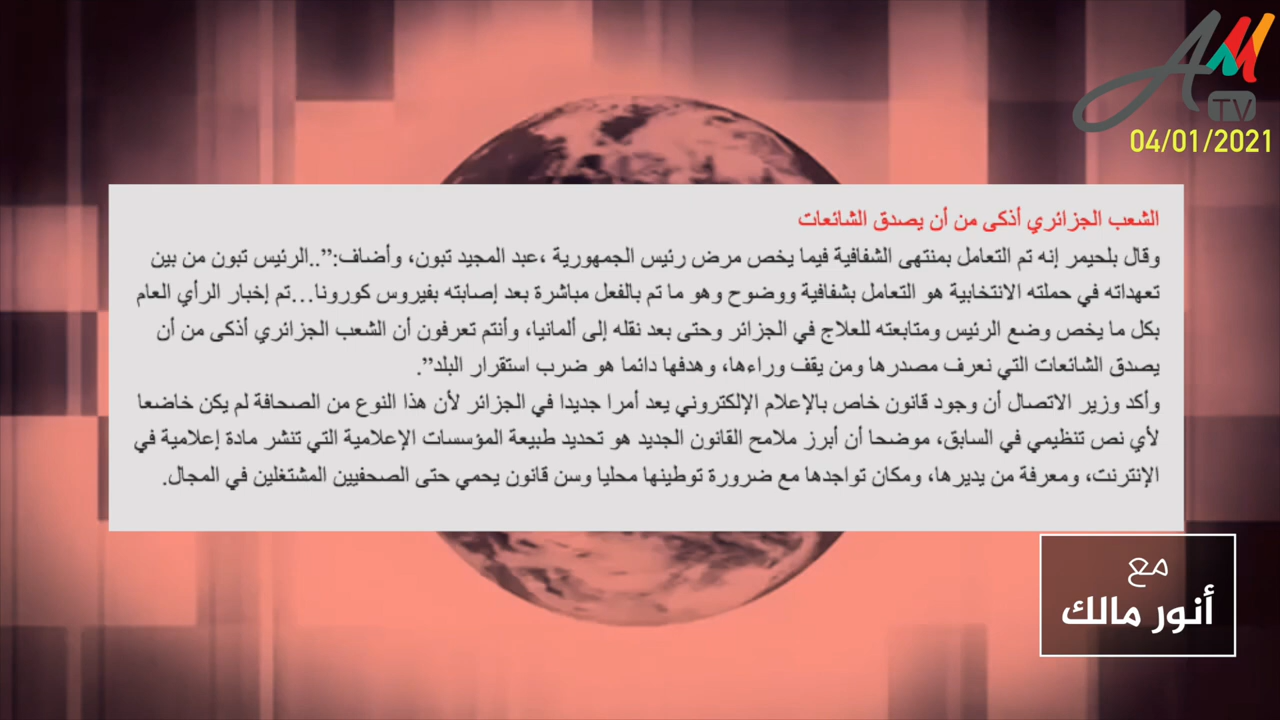 AM
TV
04/01/2021
الشعب الجزائري أذكى من أن يصدق الشائعات
وقال بلحيمر إنه تم التعامل بمنتهى الشفافية فيما يخص مرض رئيس الجمهورية ،عبد المجيد تبون، وأضاف:”..الرئيس تبون من بين
تعهداته في حملته الانتخابية هو التعامل بشفافية ووضوح وهو ما تم بالفعل مباشرة بعد إصابته بفيروس كورونا…تم إخبار الرأي العام
بكل ما يخص وضع الرئيس ومتابعته للعلاج في الجزائر وحتى بعد نقله إلى ألمانيا، وأنتم تعرفون أن الشعب الجزائري أذكى من أن
يصدق الشائعات التي نعرف مصدرها ومن يقف وراءها، وهدفها دائما هو ضرب استقرار البلد”.
وأكد وزير الاتصال أن وجود قانون خاص بالإعلام الإلكتروني يعد أمرا جديدا في الجزائر لأن هذا النوع من الصحافة لم يكن خاضعا
لأي نص تنظيمي في السابق، موضحا أن أبرز ملامح القانون الجديد هو تحديد طبيعة المؤسسات الإعلامية التي تنشر مادة إعلامية في
الإنترنت، ومعرفة من يديرها، ومكان تواجدها مع ضرورة توطينها محليا وسن قانون يحمي حتى الصحفيين المشتغلين في المجال.
مع
أنور مالك